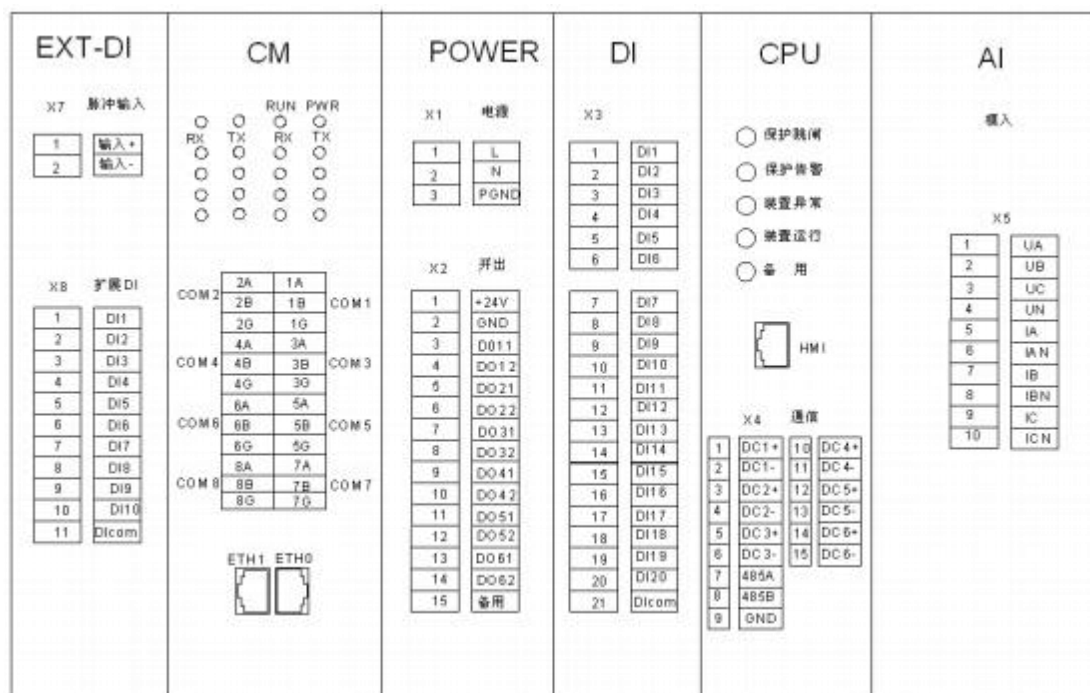 EXT-DI
X7 脉冲输入
1 输入+
2 输入-
X8 扩展DI
1 DI1
2 DI2
3 DI3
4 DI4
5 DI5
6 DI6
7 DI7
8 DI8
9 DI9
10 DI10
11 DIcom
CM
RUN PWR
RX TX RX TX
2A 1A
COM2 2B 1B COM1
2G 1G
4A 3A
COM4 4B 3B COM3
4G 3G
6A 5A
COM6 6B 5B COM5
6G 5G
8A 7A
COM8 8B 7B COM7
8G 7G
ETH1 ETH0
POWER
X1 电源
1 L
2 N
3 PGND
X2 开出
1 +24V
2 GND
3 DO11
4 DO12
5 DO21
6 DO22
7 DO31
8 DO32
9 DO41
10 DO42
11 DO51
12 DO52
13 DO61
14 DO62
15 备用
DI
X3
1 DI1
2 DI2
3 DI3
4 DI4
5 DI5
6 DI6
7 DI7
8 DI8
9 DI9
10 DI10
11 DI11
12 DI12
13 DI13
14 DI14
15 DI15
16 DI16
17 DI17
18 DI18
19 DI19
20 DI20
21 DIcom
CPU
保护跳闸
保护告警
装置异常
装置运行
备 用
HMI
X4 通信
1 DC1+ 10 DC4+
2 DC1- 11 DC4-
3 DC2+ 12 DC5+
4 DC2- 13 DC5-
5 DC3+ 14 DC6+
6 DC3- 15 DC6-
7 485A
8 485B
9 GND
AI
模入
X5
1 UA
2 UB
3 UC
4 UN
5 IA
6 IAN
7 IB
8 IBN
9 IC
10 ICN